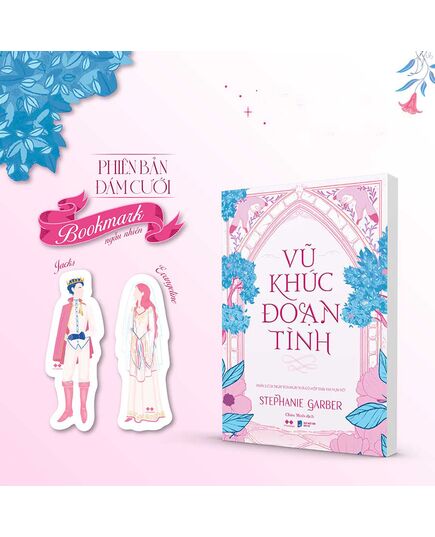 PHIÊN BẢN
ĐÁM CƯỚI
Bookmark
ngẫu nhiên
Jacks
Evangeline
VŨ
KHÚC
ĐOẠN
TÌNH
STEPHANIE GARBER